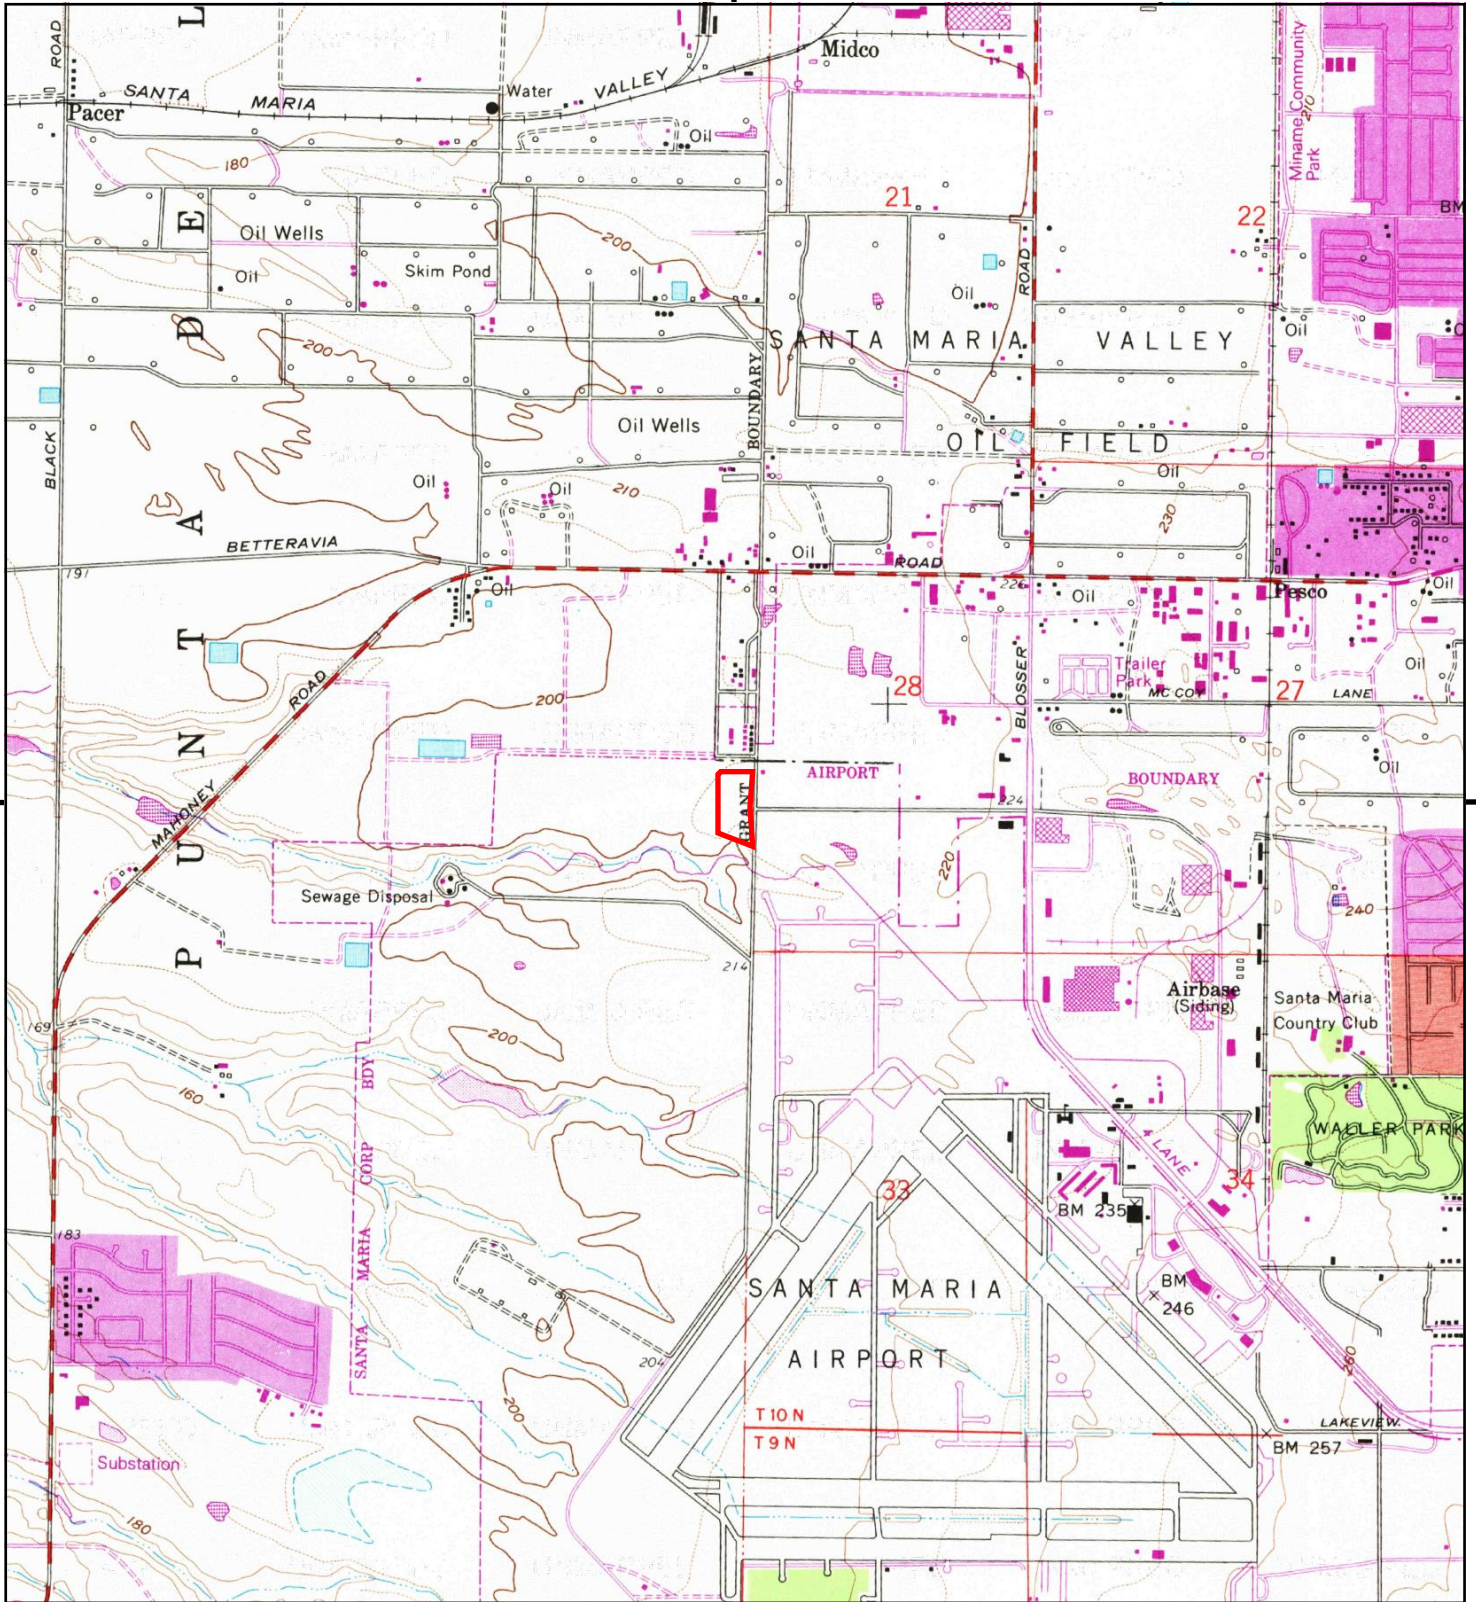 L
ROAD
SANTA
MARIA
VALLEY
Midco
Water
Pacer
Oil
180
Miname Community
Park
210
21
22
BM
E
Oil Wells
200
Oil
Skim Pond
Oil
ROAD
D
200
SANTA MARIA
VALLEY
Oil
BOUNDARY
Oil Wells
OIL
FIELD
BLACK
Oil
Oil
210
Oil
230
A
BETTERAVIA
Oil
ROAD
191
226
Oil
Oil
Pesco
Oil
T
ROAD
Trailer
Park
Oil
200
28
BLOSSER
MC COY
27
LANE
N
AIRPORT
BOUNDARY
Oil
MAHONEY
GRANT
224
U
220
Sewage Disposal
240
P
214
Airbase
(Siding)
Santa Maria
Country Club
169
200
160
BDY
CORP
MARIA
SANTA
WALLER PARK
4 LANE
33
34
BM 235
183
SANTA MARIA
BM
246
AIRPORT
204
260
200
T10N
T9N
LAKEVIEW
BM 257
Substation
180